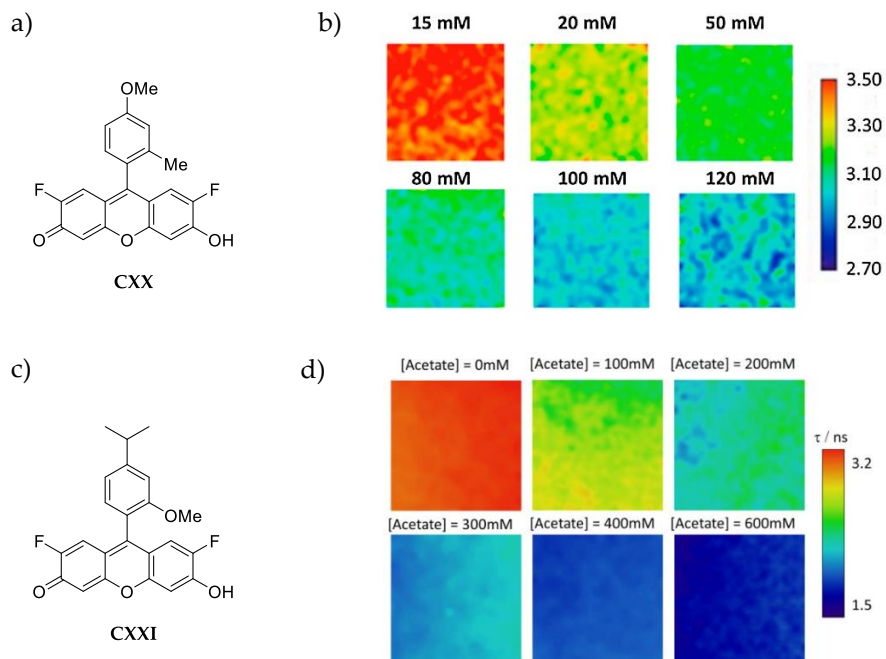 a)
OMe
Me
F
F
O
O
OH
CXX
b)
15 mM 20 mM 50 mM
80 mM 100 mM 120 mM
3.50
3.30
3.10
2.90
2.70
c)
OMe
F
F
O
O
OH
CXXI
d)
[Acetate] = 0mM [Acetate] = 100mM [Acetate] = 200mM
[Acetate] = 300mM [Acetate] = 400mM [Acetate] = 600mM
τ / ns
3.2
1.5